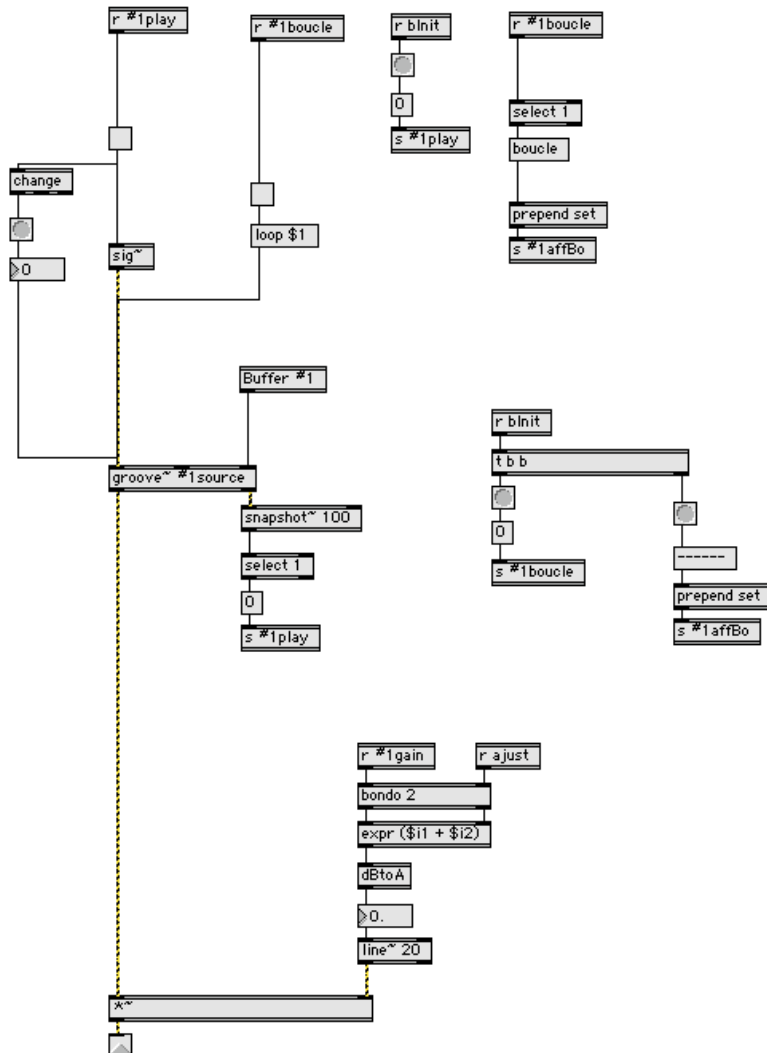 r #1play
r #1boucle
r bInit
r #1boucle
0
s #1play
select 1
boucle
change
prepend set
loop $1
s #1affBo
sig~
0
Buffer #1
r bInit
t b b
groove~ #1source
snapshot~ 100
0
------
select 1
s #1boucle
prepend set
0
s #1affBo
s #1play
r #1gain
r ajust
bondo 2
expr ($i1 + $i2)
dBtoA
0.
line~ 20
*~